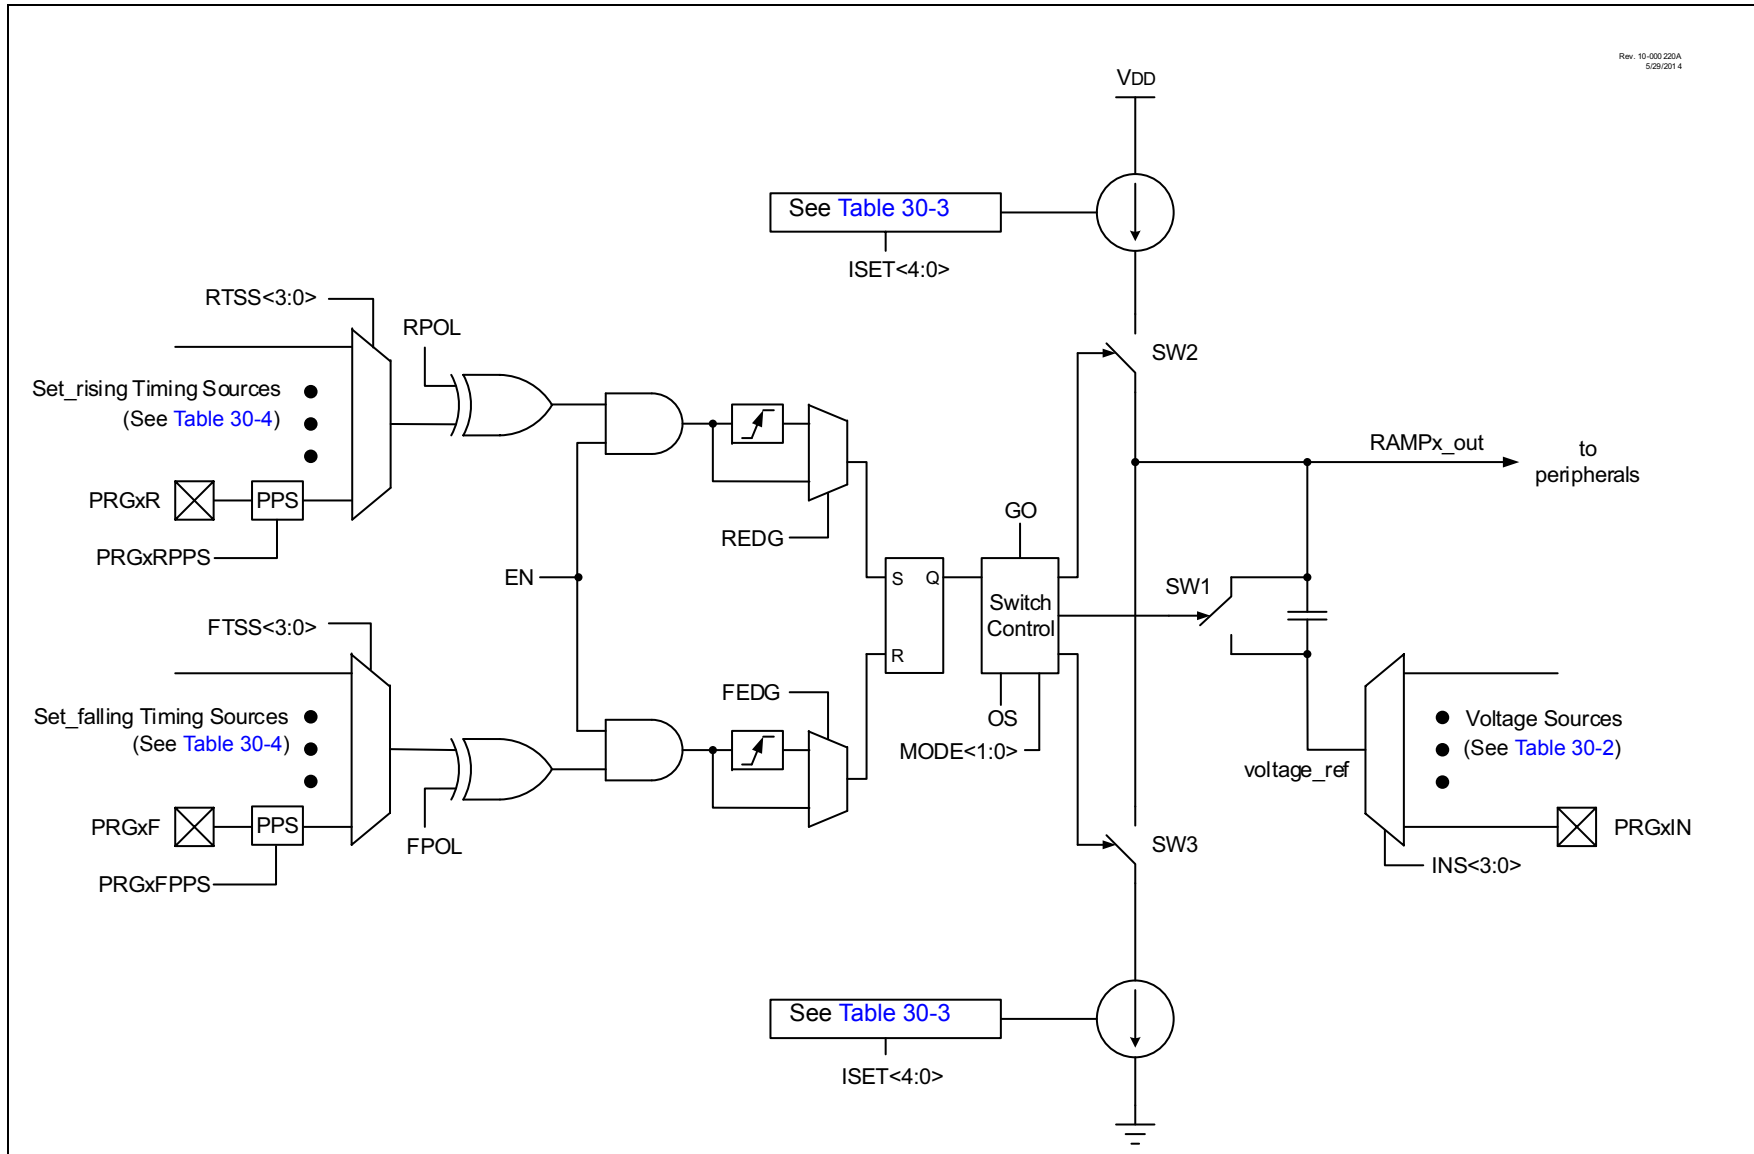 Rev. 10-000 220A
5/29/2014
VDD
See Table 30-3
ISET<4:0>
RTSS<3:0>
RPOL
SW2
Set_rising Timing Sources
(See Table 30-4)
RAMPx_out
to
peripherals
PRGxR
PPS
GO
REDG
PRGxRPPS
EN
S
Q
SW1
Switch
Control
FTSS<3:0>
R
FEDG
OS
Set_falling Timing Sources
(See Table 30-4)
MODE<1:0>
Voltage Sources
(See Table 30-2)
voltage_ref
PRGxF
PPS
PRGxIN
FPOL
SW3
INS<3:0>
PRGxFPPS
See Table 30-3
ISET<4:0>